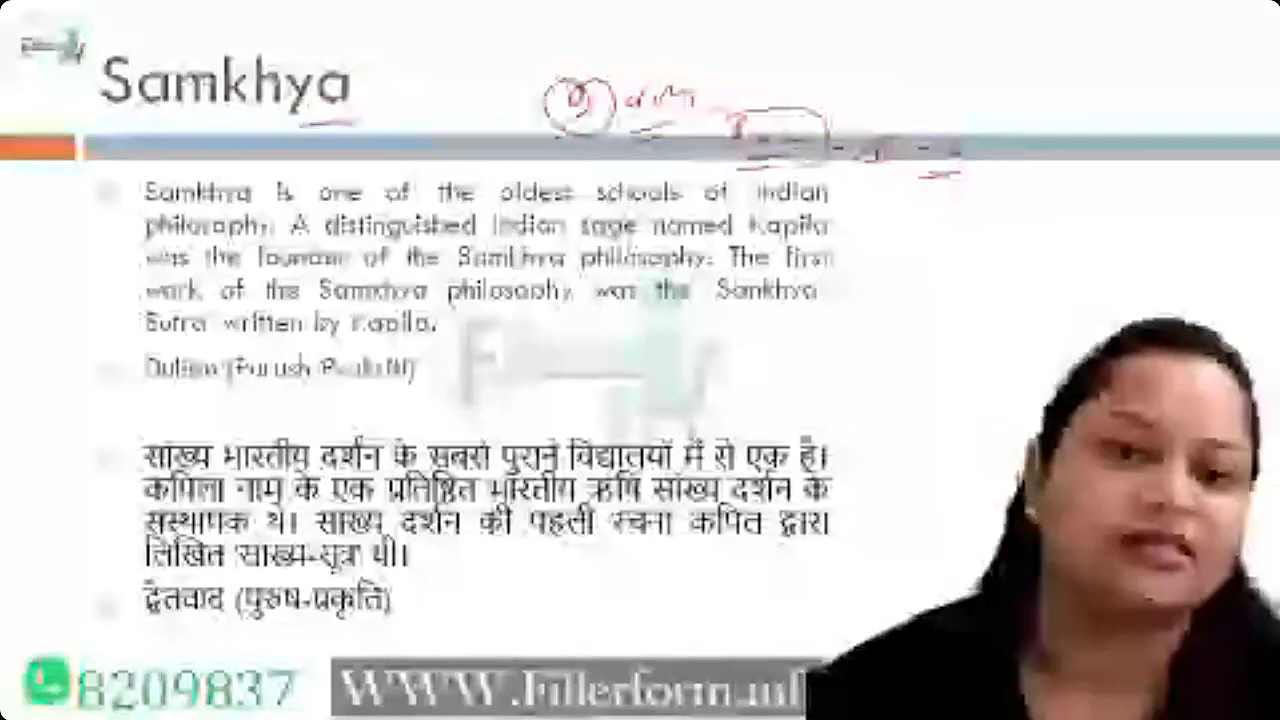 Samkhya
Samkhya is one of the oldest schools of Indian
philosophy. A distinguished Indian sage named Kapila
was the founder of the Samkhya philosophy. The first
work of the Samkhya philosophy was the 'Sankhya-
Sutra' written by Kapila.
Dulism (Purush Prakriti)
सांख्य भारतीय दर्शन के सबसे पुराने विद्यालयों में से एक है।
कपिला नाम के एक प्रतिष्ठित भारतीय ऋषि सांख्य दर्शन के
संस्थापक थे। सांख्य दर्शन की पहली रचना कपिल द्वारा
लिखित 'सांख्य-सूत्र' थी।
द्वैतवाद (पुरुष-प्रकृति)
8209837
WWW.Fillerform.